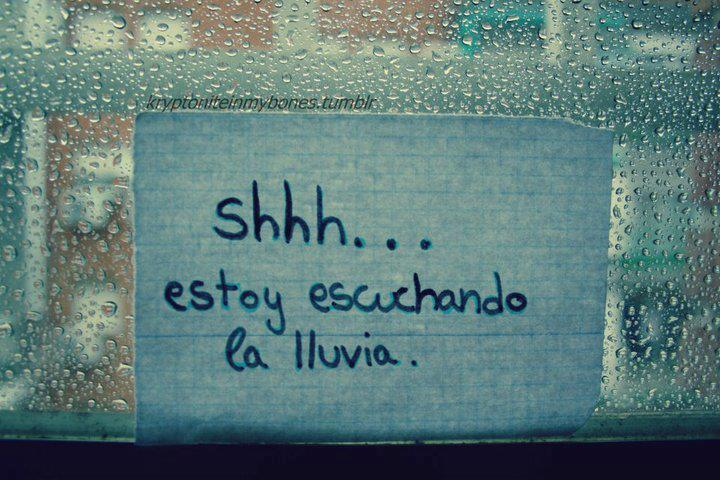 kryptoniteinmybones.tumblr
shhh...
estoy escuchando
la lluvia.